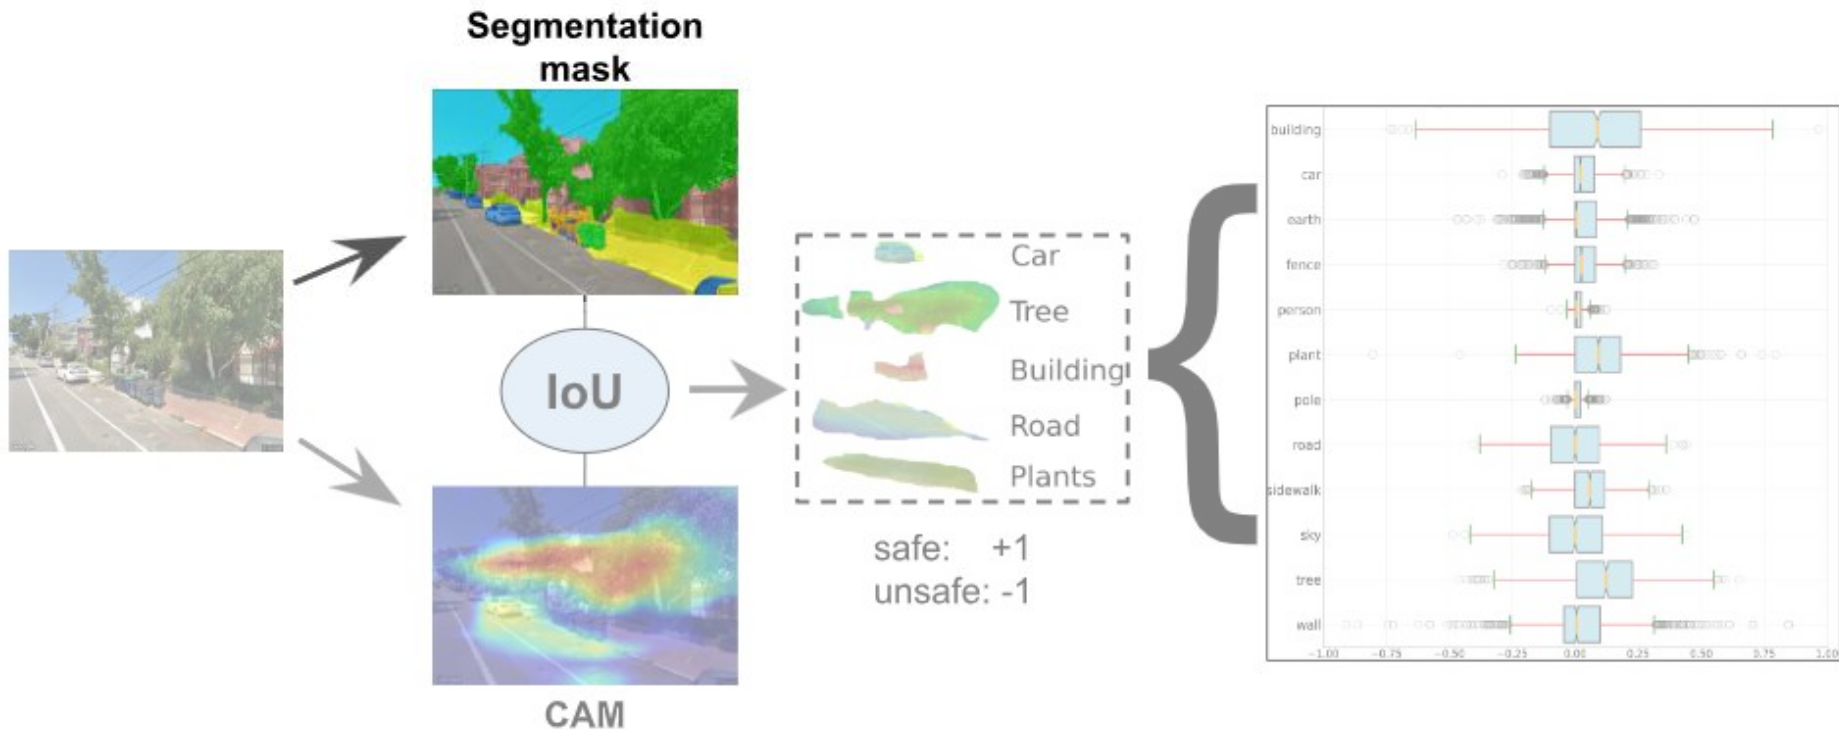 Segmentation
mask
IoU
CAM
Car
Tree
Building
Road
Plants
safe: +1
unsafe: -1
building
car
earth
fence
person
plant
pole
road
sidewalk
sky
tree
wall
−1.00 −0.75 −0.50 −0.25 0.00 0.25 0.50 0.75 1.00